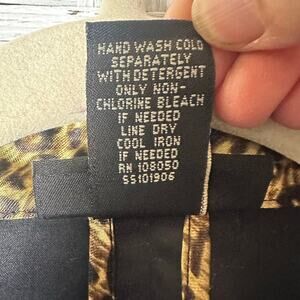 HAND WASH COLD
SEPARATELY
WITH DETERGENT
ONLY NON-
CHLORINE BLEACH
IF NEEDED
LINE DRY
COOL IRON
IF NEEDED
RN 108050
SS101906